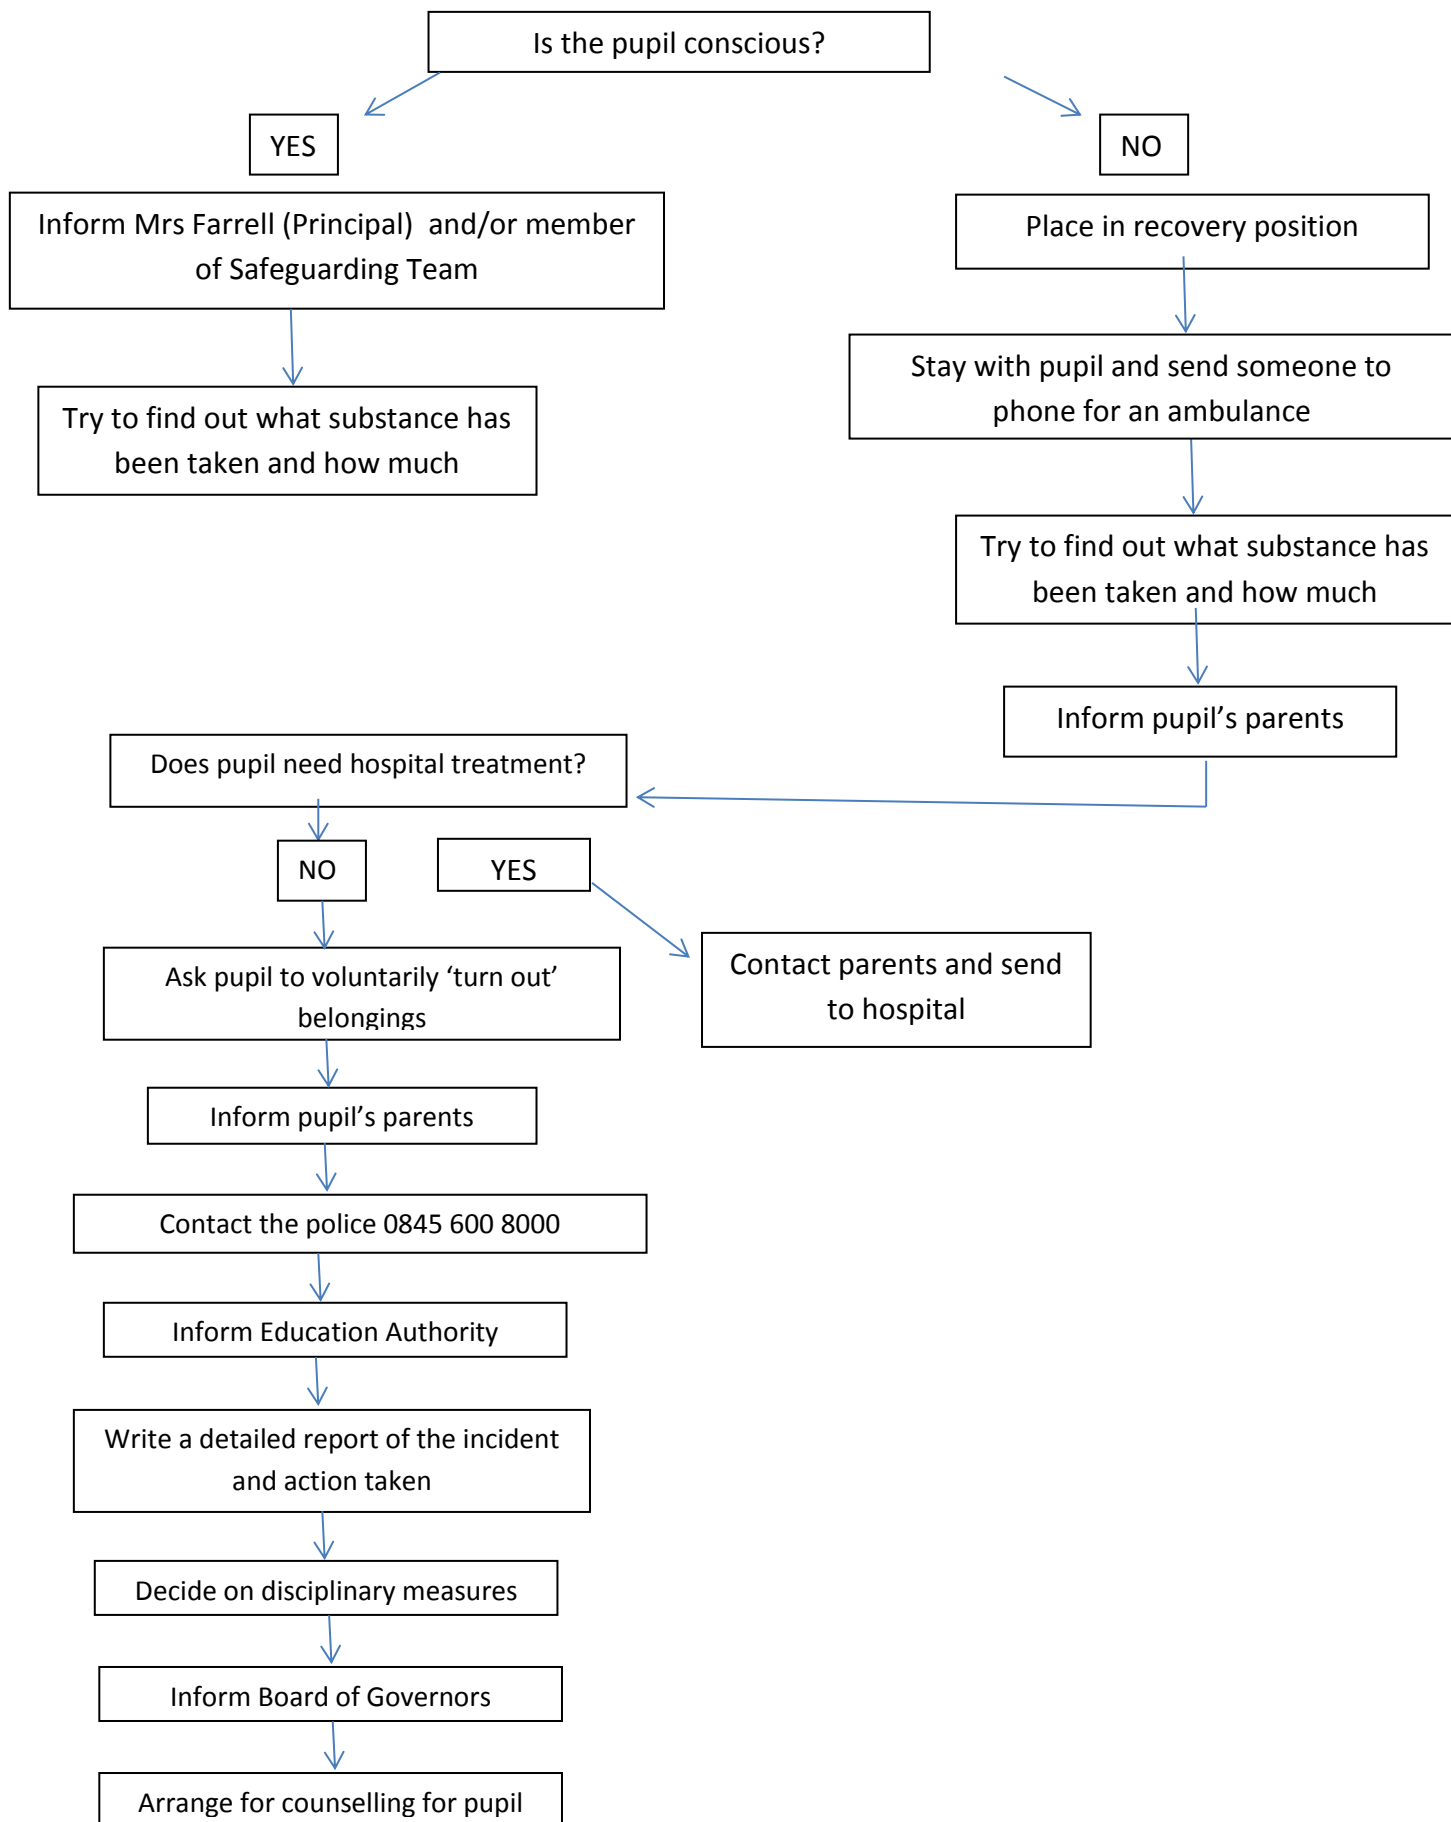 Is the pupil conscious?
YES
NO
Inform Mrs Farrell (Principal)  and/or member
of Safeguarding Team
Place in recovery position
Stay with pupil and send someone to
phone for an ambulance
Try to find out what substance has
been taken and how much
Try to find out what substance has
been taken and how much
Inform pupil’s parents
Does pupil need hospital treatment?
NO
YES
Contact parents and send
to hospital
Ask pupil to voluntarily ‘turn out’
belongings
Inform pupil’s parents
Contact the police 0845 600 8000
Inform Education Authority
Write a detailed report of the incident
and action taken
Decide on disciplinary measures
Inform Board of Governors
Arrange for counselling for pupil